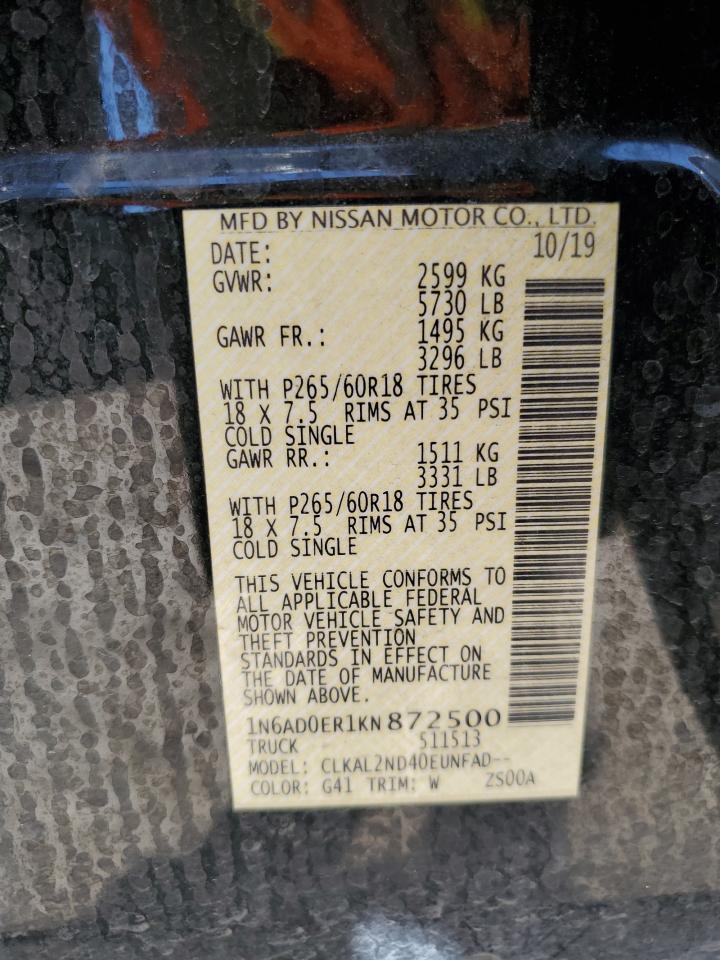 MFD BY NISSAN MOTOR CO., LTD.
DATE: 10/19
GVWR: 2599 KG
5730 LB
GAWR FR.: 1495 KG
3296 LB
WITH P265/60R18 TIRES
18 X 7.5 RIMS AT 35 PSI
COLD SINGLE
GAWR RR.: 1511 KG
3331 LB
WITH P265/60R18 TIRES
18 X 7.5 RIMS AT 35 PSI
COLD SINGLE
THIS VEHICLE CONFORMS TO
ALL APPLICABLE FEDERAL
MOTOR VEHICLE SAFETY AND
THEFT PREVENTION
STANDARDS IN EFFECT ON
THE DATE OF MANUFACTURE
SHOWN ABOVE.
1N6AD0ER1KN872500
TRUCK 511513
MODEL: CLKAL2ND40EUNFAD--
COLOR: G41 TRIM: W ZS00A